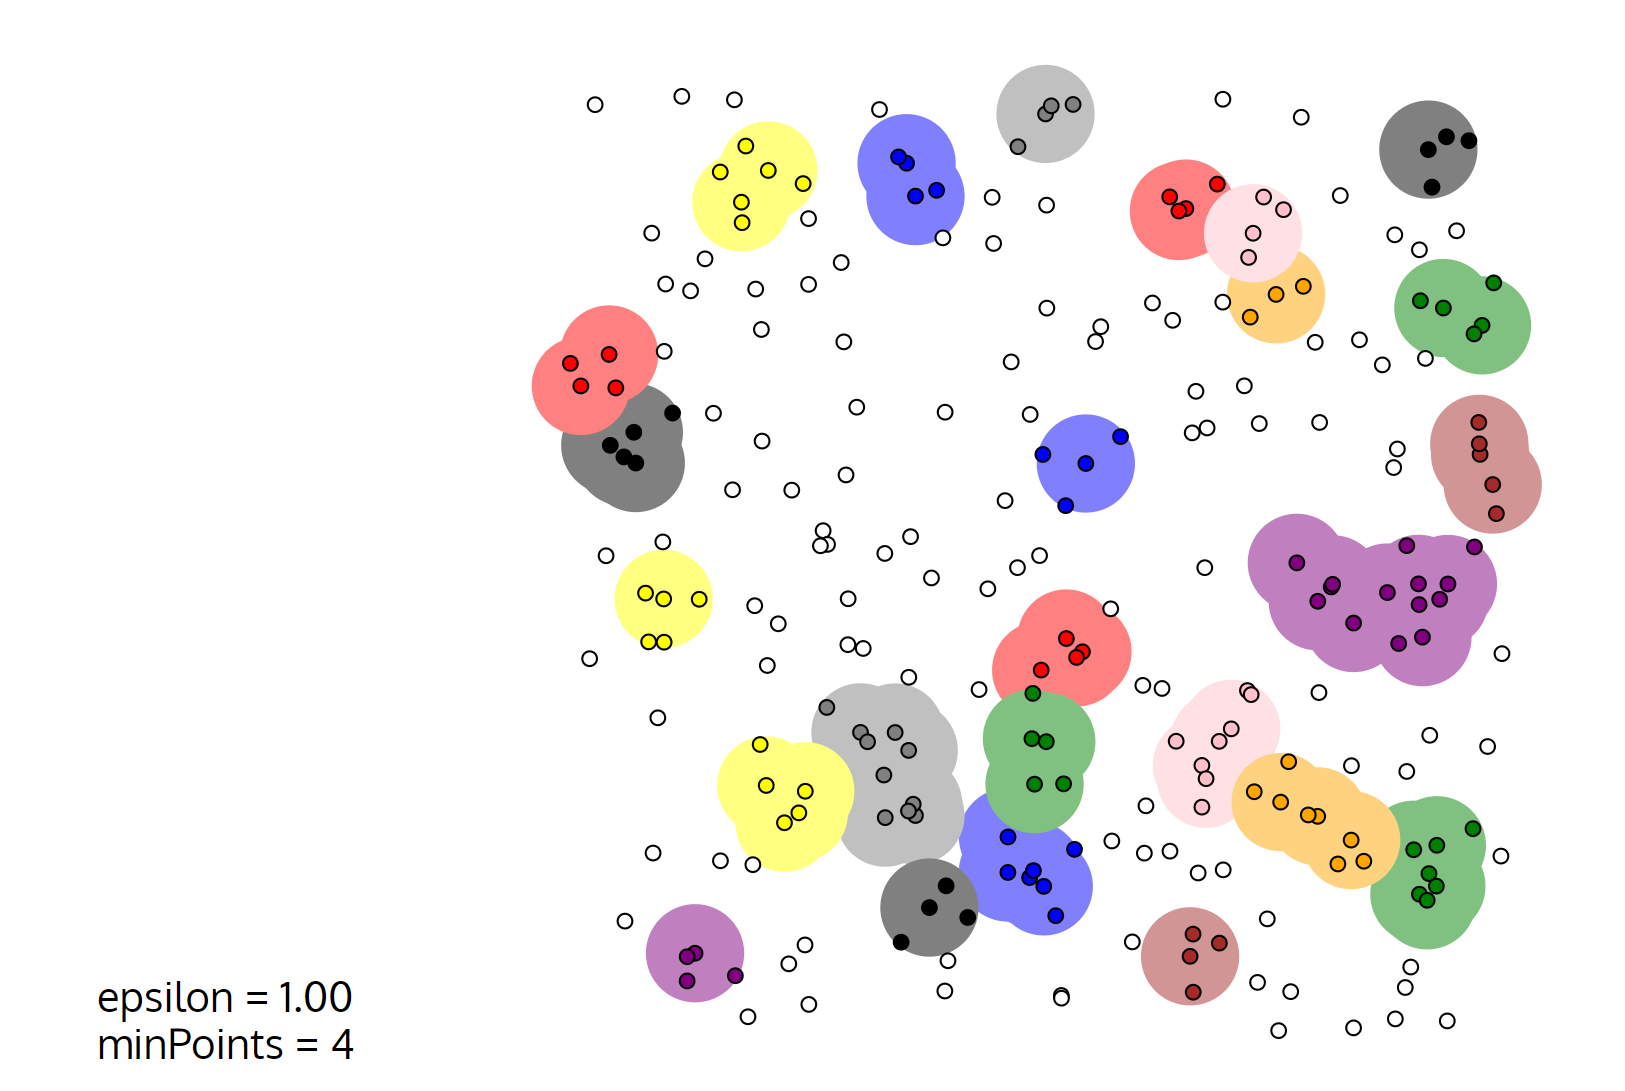 epsilon = 1.00
minPoints = 4